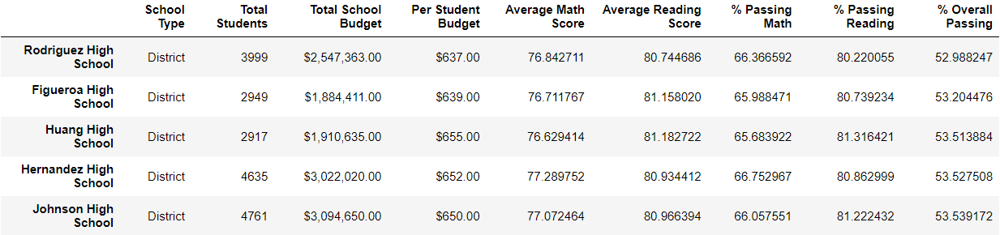 School Type Total Students Total School Budget Per Student Budget Average Math Score Average Reading Score % Passing Math % Passing Reading % Overall Passing
Rodriguez High School District 3999 $2,547,363.00 $637.00 76.842711 80.744686 66.366592 80.220055 52.988247
Figueroa High School District 2949 $1,884,411.00 $639.00 76.711767 81.158020 65.988471 80.739234 53.204476
Huang High School District 2917 $1,910,635.00 $655.00 76.629414 81.182722 65.683922 81.316421 53.513884
Hernandez High School District 4635 $3,022,020.00 $652.00 77.289752 80.934412 66.752967 80.862999 53.527508
Johnson High School District 4761 $3,094,650.00 $650.00 77.072464 80.966394 66.057551 81.222432 53.539172